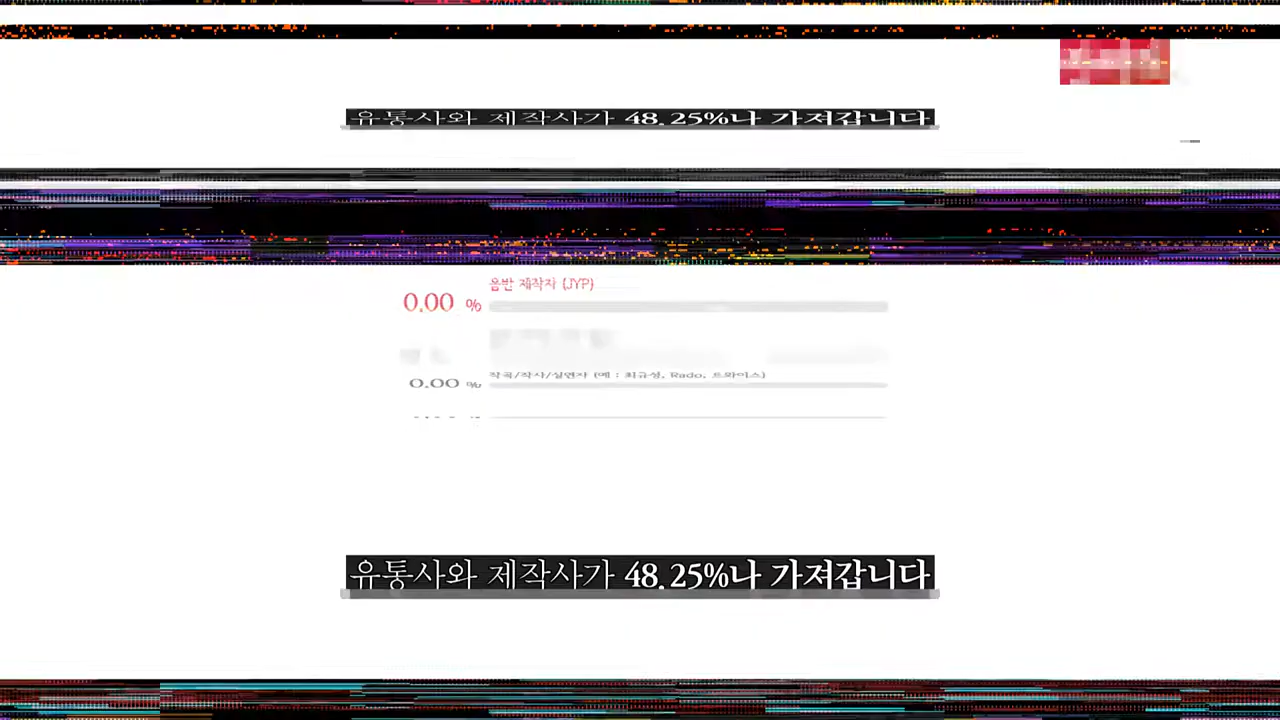 유통사와 제작사가 48.25%나 가져갑니다
음반 제작자 (JYP)
0.00 %
작곡/작사/실연자 (예 : 최규성, Rado, 트와이스)
0.00 %
유통사와 제작사가 48.25%나 가져갑니다